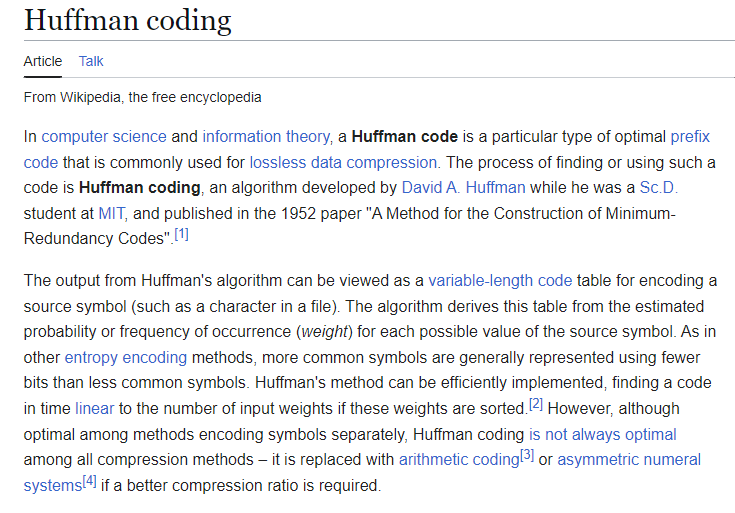 Huffman coding
Article Talk
From Wikipedia, the free encyclopedia
In computer science and information theory, a Huffman code is a particular type of optimal prefix
code that is commonly used for lossless data compression. The process of finding or using such a
code is Huffman coding, an algorithm developed by David A. Huffman while he was a Sc.D.
student at MIT, and published in the 1952 paper "A Method for the Construction of Minimum-
Redundancy Codes".[1]
The output from Huffman's algorithm can be viewed as a variable-length code table for encoding a
source symbol (such as a character in a file). The algorithm derives this table from the estimated
probability or frequency of occurrence (weight) for each possible value of the source symbol. As in
other entropy encoding methods, more common symbols are generally represented using fewer
bits than less common symbols. Huffman's method can be efficiently implemented, finding a code
in time linear to the number of input weights if these weights are sorted.[2] However, although
optimal among methods encoding symbols separately, Huffman coding is not always optimal
among all compression methods – it is replaced with arithmetic coding[3] or asymmetric numeral
systems[4] if a better compression ratio is required.